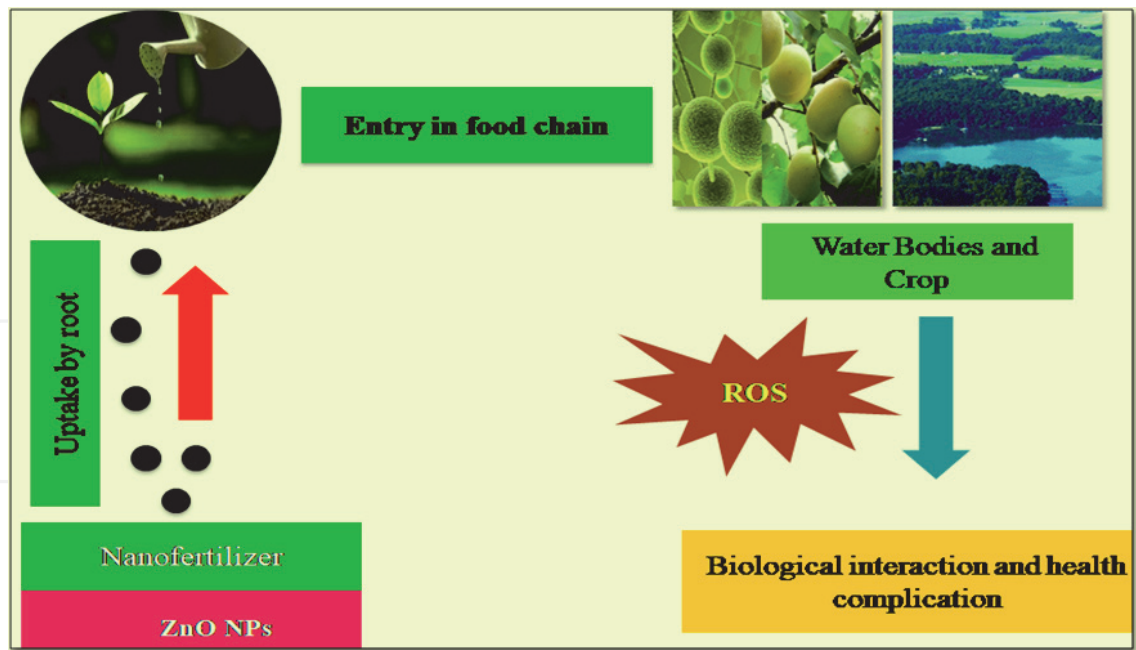 Entry in food chain
Water Bodies and
Crop
Uptake by root
ROS
Nanofertilizer
ZnO NPs
Biological interaction and health
complication